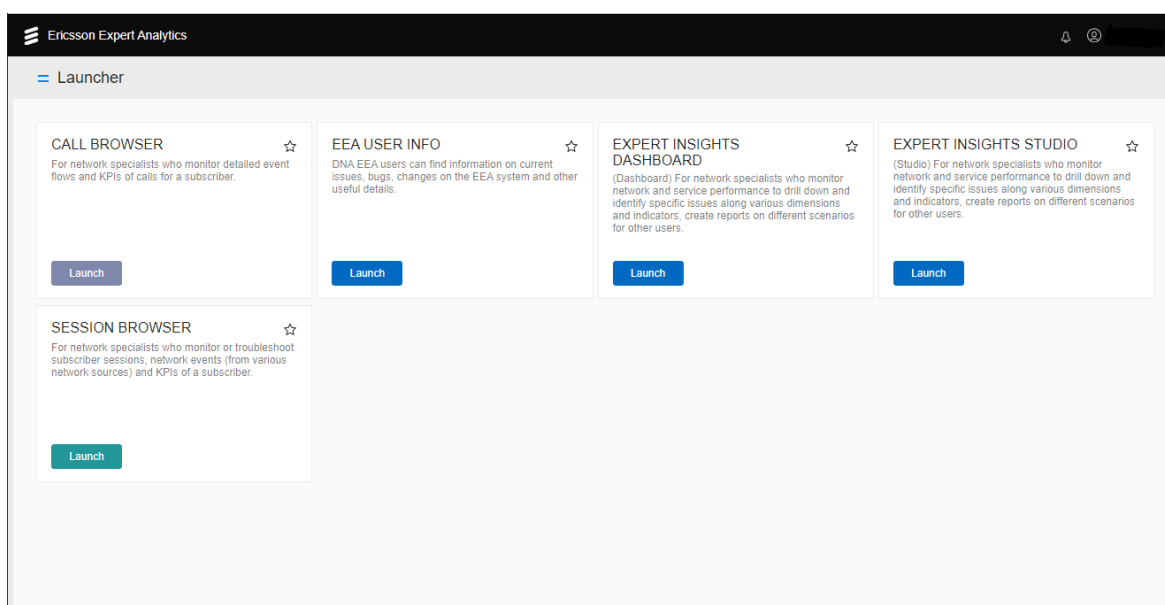 Ericsson Expert Analytics
Launcher
CALL BROWSER
For network specialists who monitor detailed event
flows and KPIs of calls for a subscriber.
Launch
EEA USER INFO
DNA EEA users can find information on current
issues, bugs, changes on the EEA system and other
useful details.
Launch
EXPERT INSIGHTS
DASHBOARD
(Dashboard) For network specialists who monitor
network and service performance to drill down and
identify specific issues along various dimensions
and indicators, create reports on different scenarios
for other users.
Launch
EXPERT INSIGHTS STUDIO
(Studio) For network specialists who monitor
network and service performance to drill down and
identify specific issues along various dimensions
and indicators, create reports on different scenarios
for other users.
Launch
SESSION BROWSER
For network specialists who monitor or troubleshoot
subscriber sessions, network events (from various
network sources) and KPIs of a subscriber.
Launch